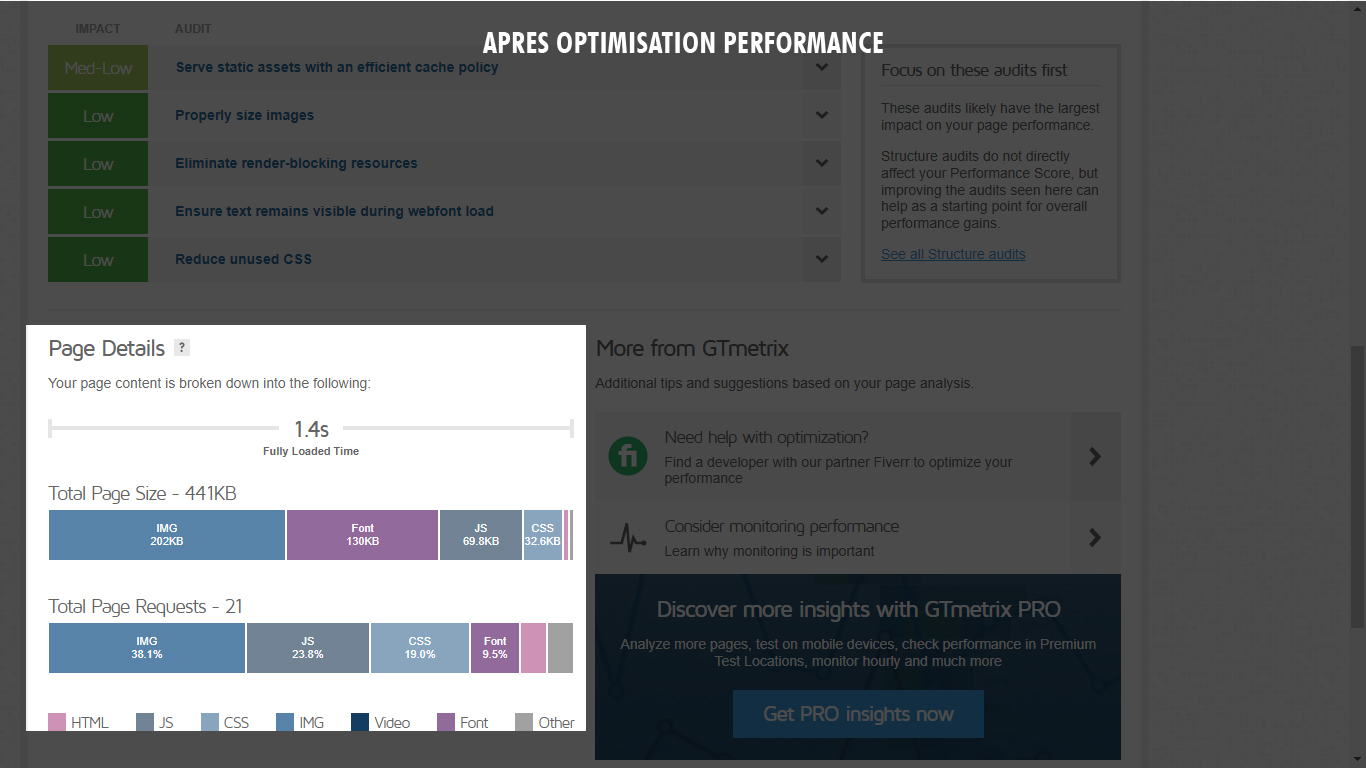 APRES OPTIMISATION PERFORMANCE
IMPACT AUDIT
Med-Low Serve static assets with an efficient cache policy
Low Properly size images
Low Eliminate render-blocking resources
Low Ensure text remains visible during webfont load
Low Reduce unused CSS
Focus on these audits first
These audits likely have the largest
impact on your page performance.
Structure audits do not directly
affect your Performance Score, but
improving the audits seen here can
help as a starting point for overall
performance gains.
See all Structure audits
Page Details ?
Your page content is broken down into the following:
1.4s
Fully Loaded Time
Total Page Size - 441KB
IMG Font JS CSS
202KB 130KB 69.8KB 32.6KB
Total Page Requests - 21
IMG JS CSS Font
38.1% 23.8% 19.0% 9.5%
HTML JS CSS IMG Video Font Other
More from GTmetrix
Additional tips and suggestions based on your page analysis.
fi
Need help with optimization?
Find a developer with our partner Fiverr to optimize your
performance
Consider monitoring performance
Learn why monitoring is important
Discover more insights with GTmetrix PRO
Analyze more pages, test on mobile devices, check performance in Premium
Test Locations, monitor hourly and much more
Get PRO insights now